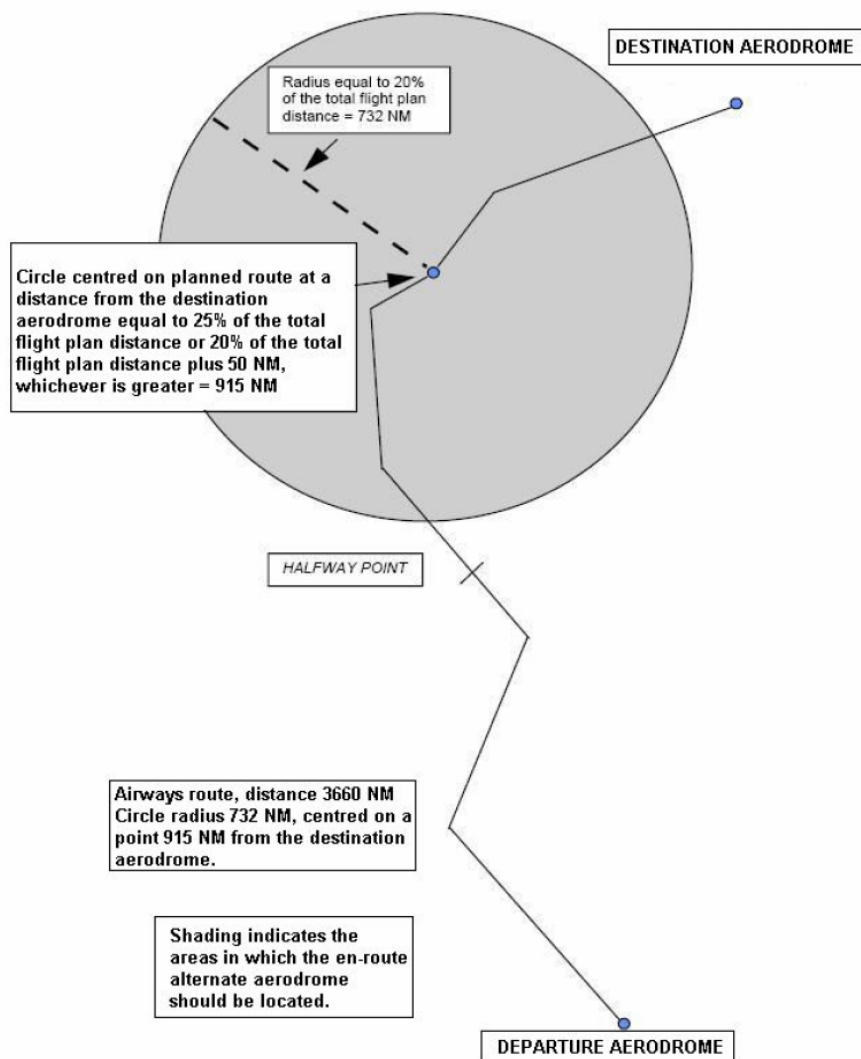 DESTINATION AERODROME
Radius equal to 20%
of the total flight plan
distance = 732 NM
Circle centred on planned route at a
distance from the destination
aerodrome equal to 25% of the total
flight plan distance or 20% of the total
flight plan distance plus 50 NM,
whichever is greater = 915 NM
HALFWAY POINT
Airways route, distance 3660 NM
Circle radius 732 NM, centred on a
point 915 NM from the destination
aerodrome.
Shading indicates the
areas in which the en-route
alternate aerodrome
should be located.
DEPARTURE AERODROME